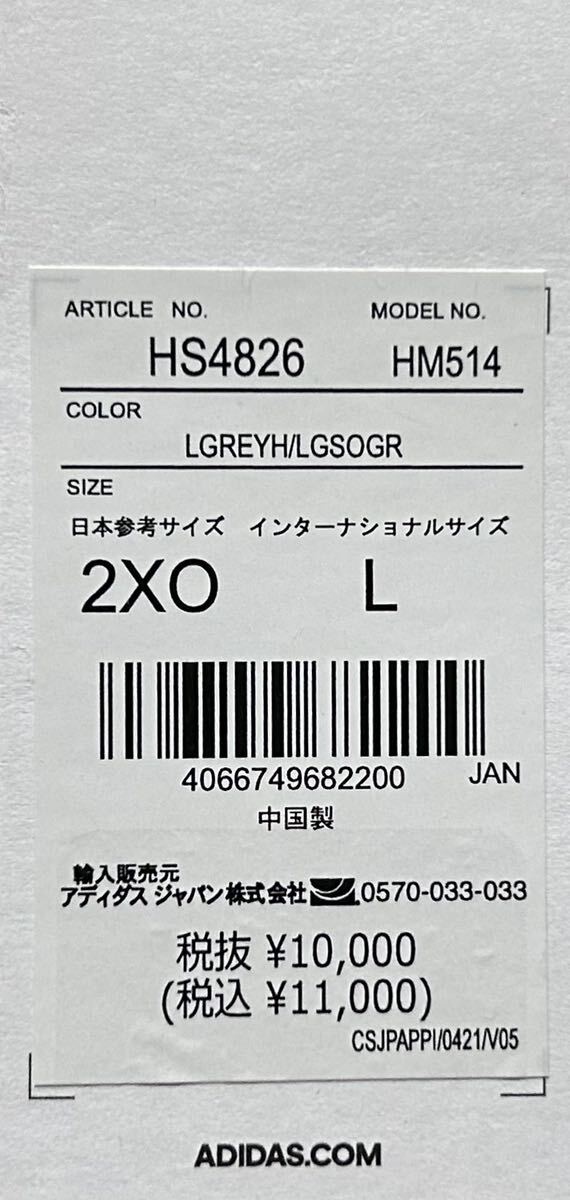 ARTICLE NO. MODEL NO.
HS4826 HM514
COLOR
LGREYH/LGSOGR
SIZE
日本参考サイズ インターナショナルサイズ
2XO L
4066749682200 JAN
中国製
輸入販売元
アディダス ジャパン株式会社 0570-033-033
税抜 ¥10,000
(税込 ¥11,000)
CSJPAPPI/0421/V05
ADIDAS.COM